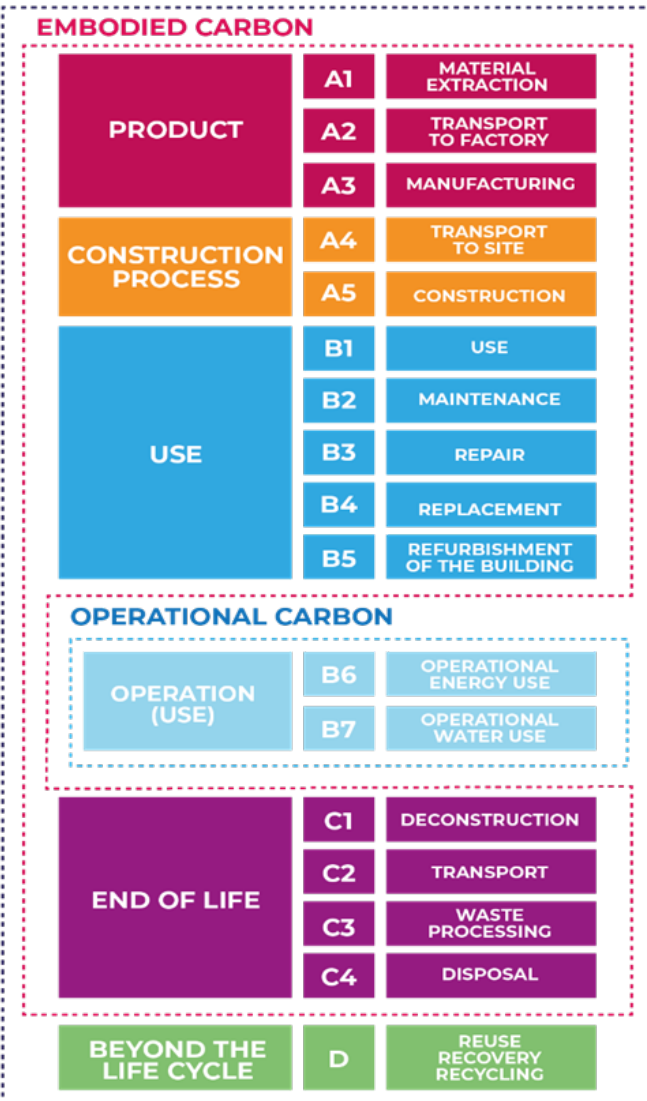 EMBODIED CARBON
PRODUCT
A1
MATERIAL
EXTRACTION
A2
TRANSPORT
TO FACTORY
A3
MANUFACTURING
CONSTRUCTION
PROCESS
A4
TRANSPORT
TO SITE
A5
CONSTRUCTION
USE
B1
USE
B2
MAINTENANCE
B3
REPAIR
B4
REPLACEMENT
B5
REFURBISHMENT
OF THE BUILDING
OPERATIONAL CARBON
OPERATION
(USE)
B6
OPERATIONAL
ENERGY USE
B7
OPERATIONAL
WATER USE
END OF LIFE
C1
DECONSTRUCTION
C2
TRANSPORT
C3
WASTE
PROCESSING
C4
DISPOSAL
BEYOND THE
LIFE CYCLE
D
REUSE
RECOVERY
RECYCLING